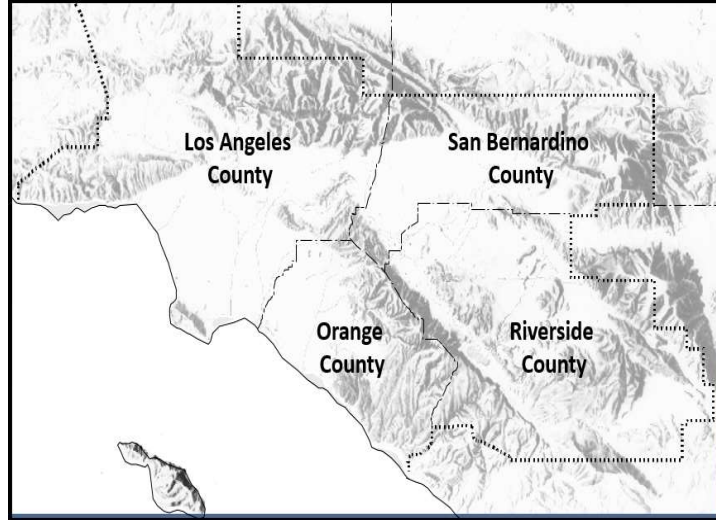 Los Angeles
County
San Bernardino
County
Orange
County
Riverside
County